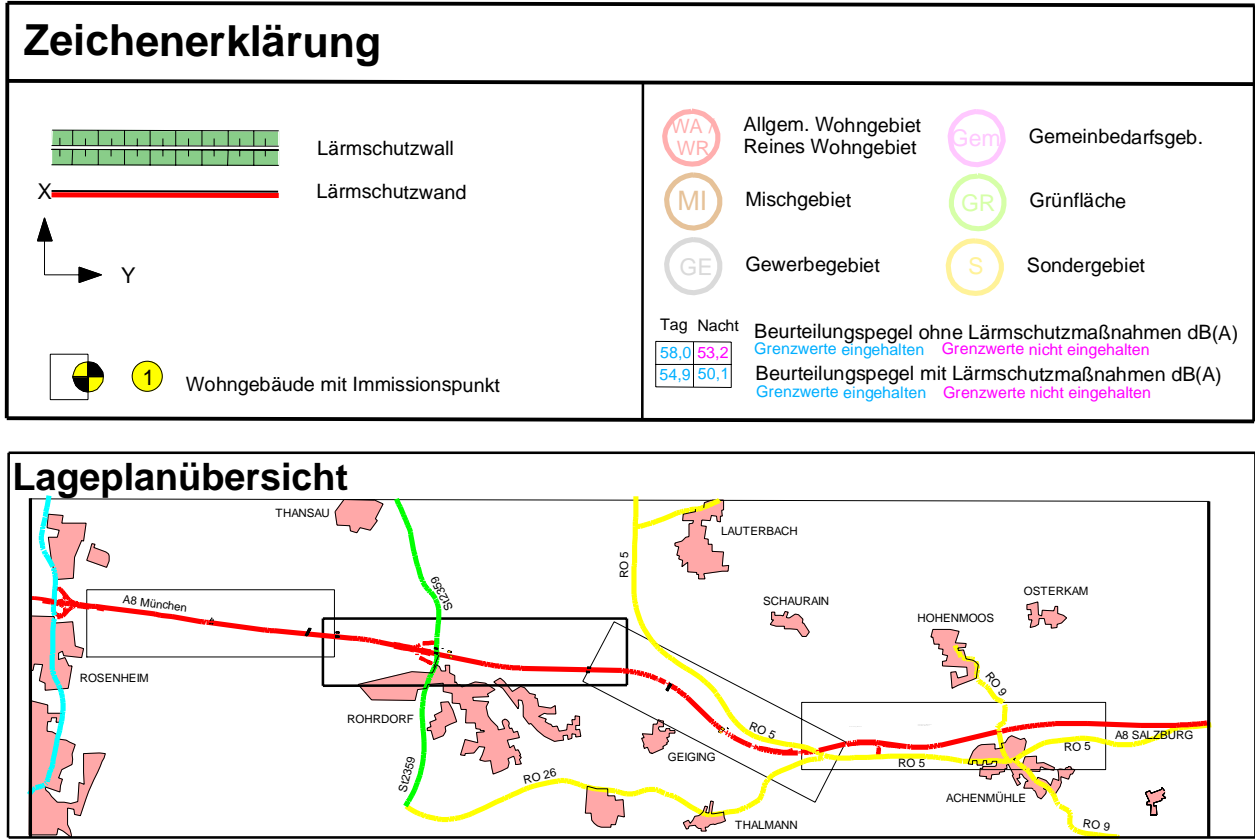 Zeichenerklärung
Lärmschutzwall
X
Lärmschutzwand
Y
1
Wohngebäude mit Immissionspunkt
WA /
WR
Allgem. Wohngebiet
Reines Wohngebiet
Gem
Gemeinbedarfsgeb.
MI
Mischgebiet
GR
Grünfläche
GE
Gewerbegebiet
S
Sondergebiet
Tag Nacht
58,0 53,2
Beurteilungspegel ohne Lärmschutzmaßnahmen dB(A)
Grenzwerte eingehalten Grenzwerte nicht eingehalten
54,9 50,1
Beurteilungspegel mit Lärmschutzmaßnahmen dB(A)
Grenzwerte eingehalten Grenzwerte nicht eingehalten
Lageplanübersicht
THANSAU
LAUTERBACH
RO 5
St2359
A8 München
SCHAURAIN
OSTERKAM
HOHENMOOS
ROSENHEIM
RO 9
ROHRDORF
RO 5
A8 SALZBURG
GEIGING
RO 5
RO 5
St2359
RO 26
ACHENMÜHLE
THALMANN
RO 9